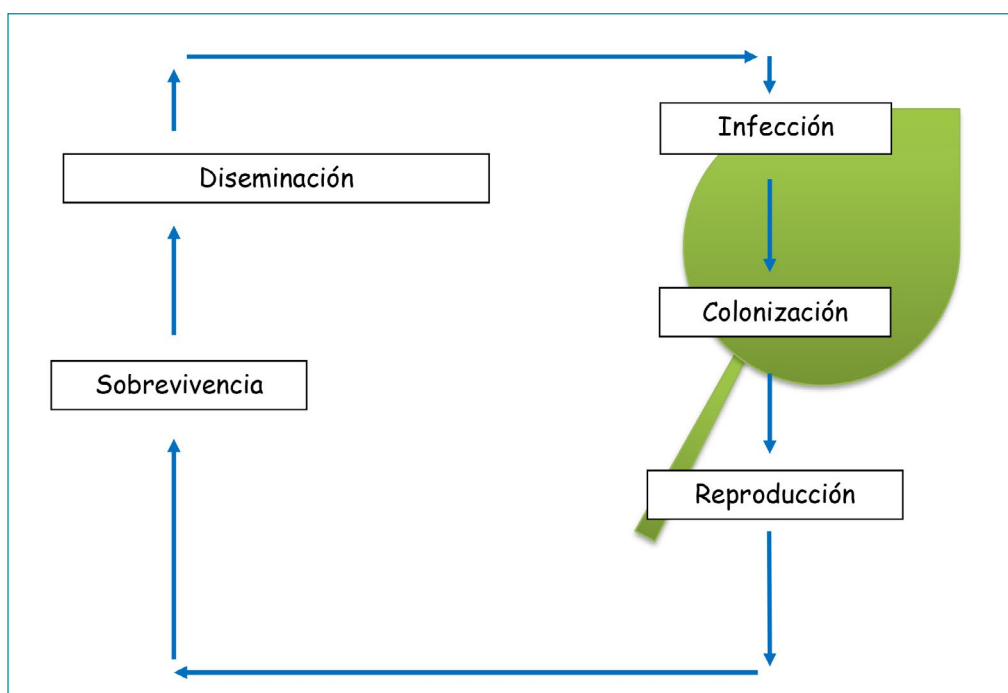 Infección
Diseminación
Colonización
Sobrevivencia
Reproducción